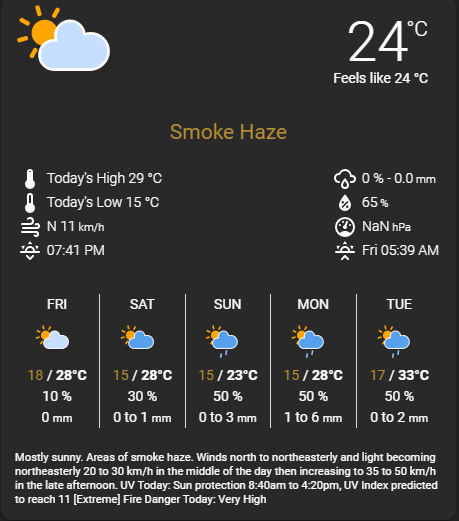 24 °C
Feels like 24 °C
Smoke Haze
Today's High 29 °C
0 % - 0.0 mm
Today's Low 15 °C
65 %
N 11 km/h
NaN hPa
07:41 PM
Fri 05:39 AM
FRI SAT SUN MON TUE
18 / 28°C 15 / 28°C 15 / 23°C 15 / 28°C 17 / 33°C
10 % 30 % 50 % 50 % 50 %
0 mm 0 to 1 mm 0 to 3 mm 1 to 6 mm 0 to 2 mm
Mostly sunny. Areas of smoke haze. Winds north to northeasterly and light becoming
northeasterly 20 to 30 km/h in the middle of the day then increasing to 35 to 50 km/h
in the late afternoon. UV Today: Sun protection 8:40am to 4:20pm, UV Index predicted
to reach 11 [Extreme] Fire Danger Today: Very High